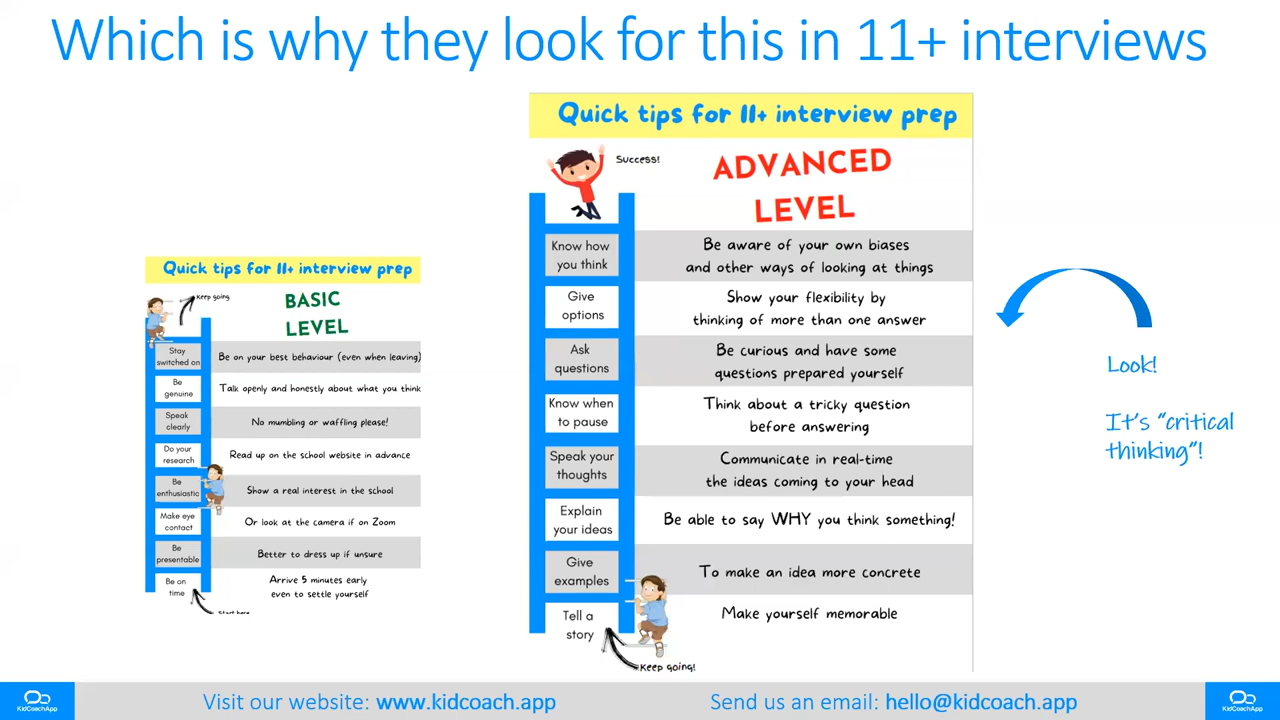 Which is why they look for this in 11+ interviews
Quick tips for 11+ interview prep
Keep going
BASIC
LEVEL
Stay
switched on
Be on your best behaviour (even when leaving)
Be
genuine
Talk openly and honestly about what you think
Speak
clearly
No mumbling or waffling please!
Do your
research
Read up on the school website in advance
Be
enthusiastic
Show a real interest in the school
Make eye
contact
Or look at the camera if on Zoom
Be
presentable
Better to dress up if unsure
Be on
time
Arrive 5 minutes early
even to settle yourself
Start here
Quick tips for 11+ interview prep
Success!
ADVANCED
LEVEL
Know how
you think
Be aware of your own biases
and other ways of looking at things
Give
options
Show your flexibility by
thinking of more than one answer
Ask
questions
Be curious and have some
questions prepared yourself
Know when
to pause
Think about a tricky question
before answering
Speak your
thoughts
Communicate in real-time
the ideas coming to your head
Explain
your ideas
Be able to say WHY you think something!
Give
examples
To make an idea more concrete
Tell a
story
Make yourself memorable
Keep going!
Look!
It's "critical
thinking"!
KidCoachApp
Visit our website: www.kidcoach.app
Send us an email: hello@kidcoach.app
KidCoachApp